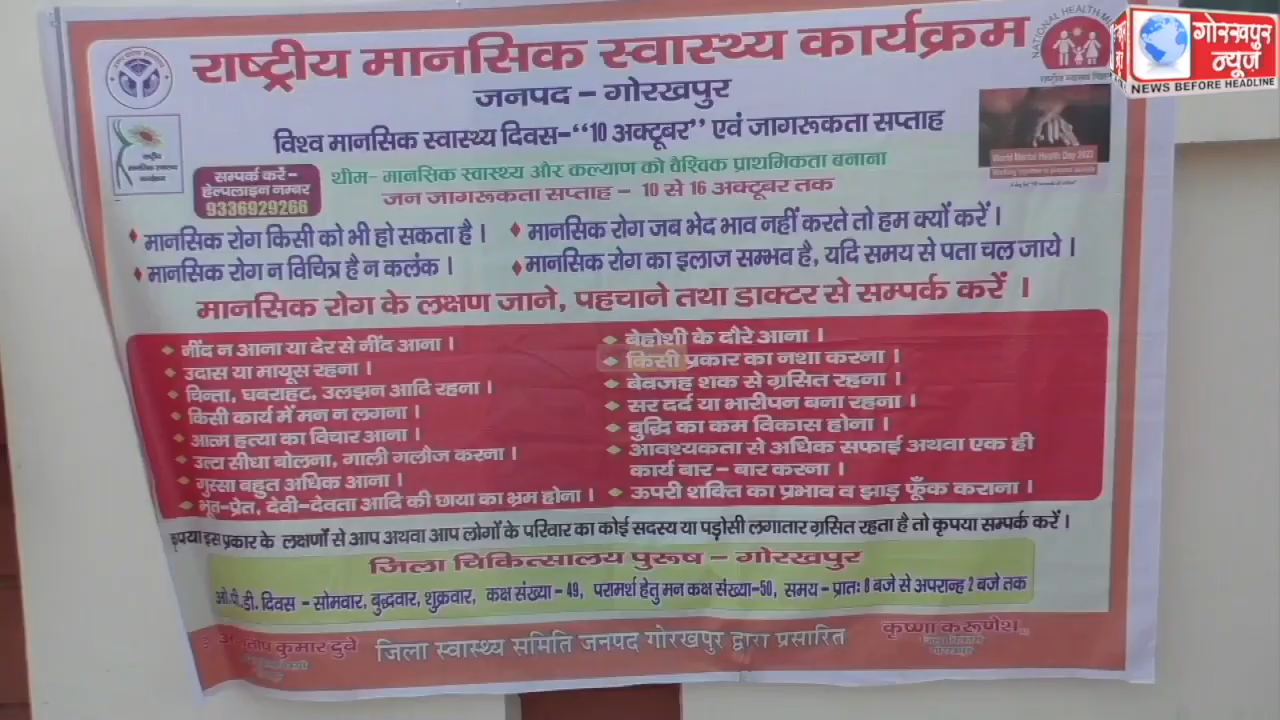 राष्ट्रीय मानसिक स्वास्थ्य कार्यक्रम
NATIONAL HEALTH
गोरखपुर
न्यूज़
NEWS BEFORE HEADLINE
जनपद – गोरखपुर
विश्व मानसिक स्वास्थ्य दिवस–“10 अक्टूबर” एवं जागरूकता सप्ताह
थीम– मानसिक स्वास्थ्य और कल्याण को वैश्विक प्राथमिकता बनाना
जन जागरूकता सप्ताह – 10 से 16 अक्टूबर तक
सम्पर्क करें–
हेल्पलाइन नम्बर
9336929266
World Mental Health Day 2022
मानसिक रोग किसी को भी हो सकता है।
मानसिक रोग जब भेद भाव नहीं करते तो हम क्यों करें।
मानसिक रोग न विचित्र है न कलंक।
मानसिक रोग का इलाज सम्भव है, यदि समय से पता चल जाये।
मानसिक रोग के लक्षण जाने, पहचाने तथा डाक्टर से सम्पर्क करें।
नींद न आना या देर से नींद आना।
उदास या मायूस रहना।
चिन्ता, घबराहट, उलझन आदि रहना।
किसी कार्य में मन न लगना।
आत्म हत्या का विचार आना।
उल्टा सीधा बोलना, गाली गलौज करना।
गुस्सा बहुत अधिक आना।
भूत–प्रेत, देवी–देवता आदि की छाया का भ्रम होना।
बेहोशी के दौरे आना।
किसी प्रकार का नशा करना।
बेवजह शक से ग्रसित रहना।
सर दर्द या भारीपन बना रहना।
बुद्धि का कम विकास होना।
आवश्यकता से अधिक सफाई अथवा एक ही
कार्य बार – बार करना।
ऊपरी शक्ति का प्रभाव व झाड़ फूँक कराना।
कृपया इस प्रकार के लक्षणों से आप अथवा आप लोगों के परिवार का कोई सदस्य या पड़ोसी लगातार ग्रसित रहता है तो कृपया सम्पर्क करें।
जिला चिकित्सालय पुरूष – गोरखपुर
ओ.पी.डी. दिवस – सोमवार, बुद्धवार, शुक्रवार, कक्ष संख्या – 49, परामर्श हेतु मन कक्ष संख्या–50, समय – प्रातः 8 बजे से अपरान्ह 2 बजे तक
कुमार दुबे
जिला स्वास्थ्य समिति जनपद गोरखपुर द्वारा प्रसारित
कृष्णा करूणेश
गोरखपुर